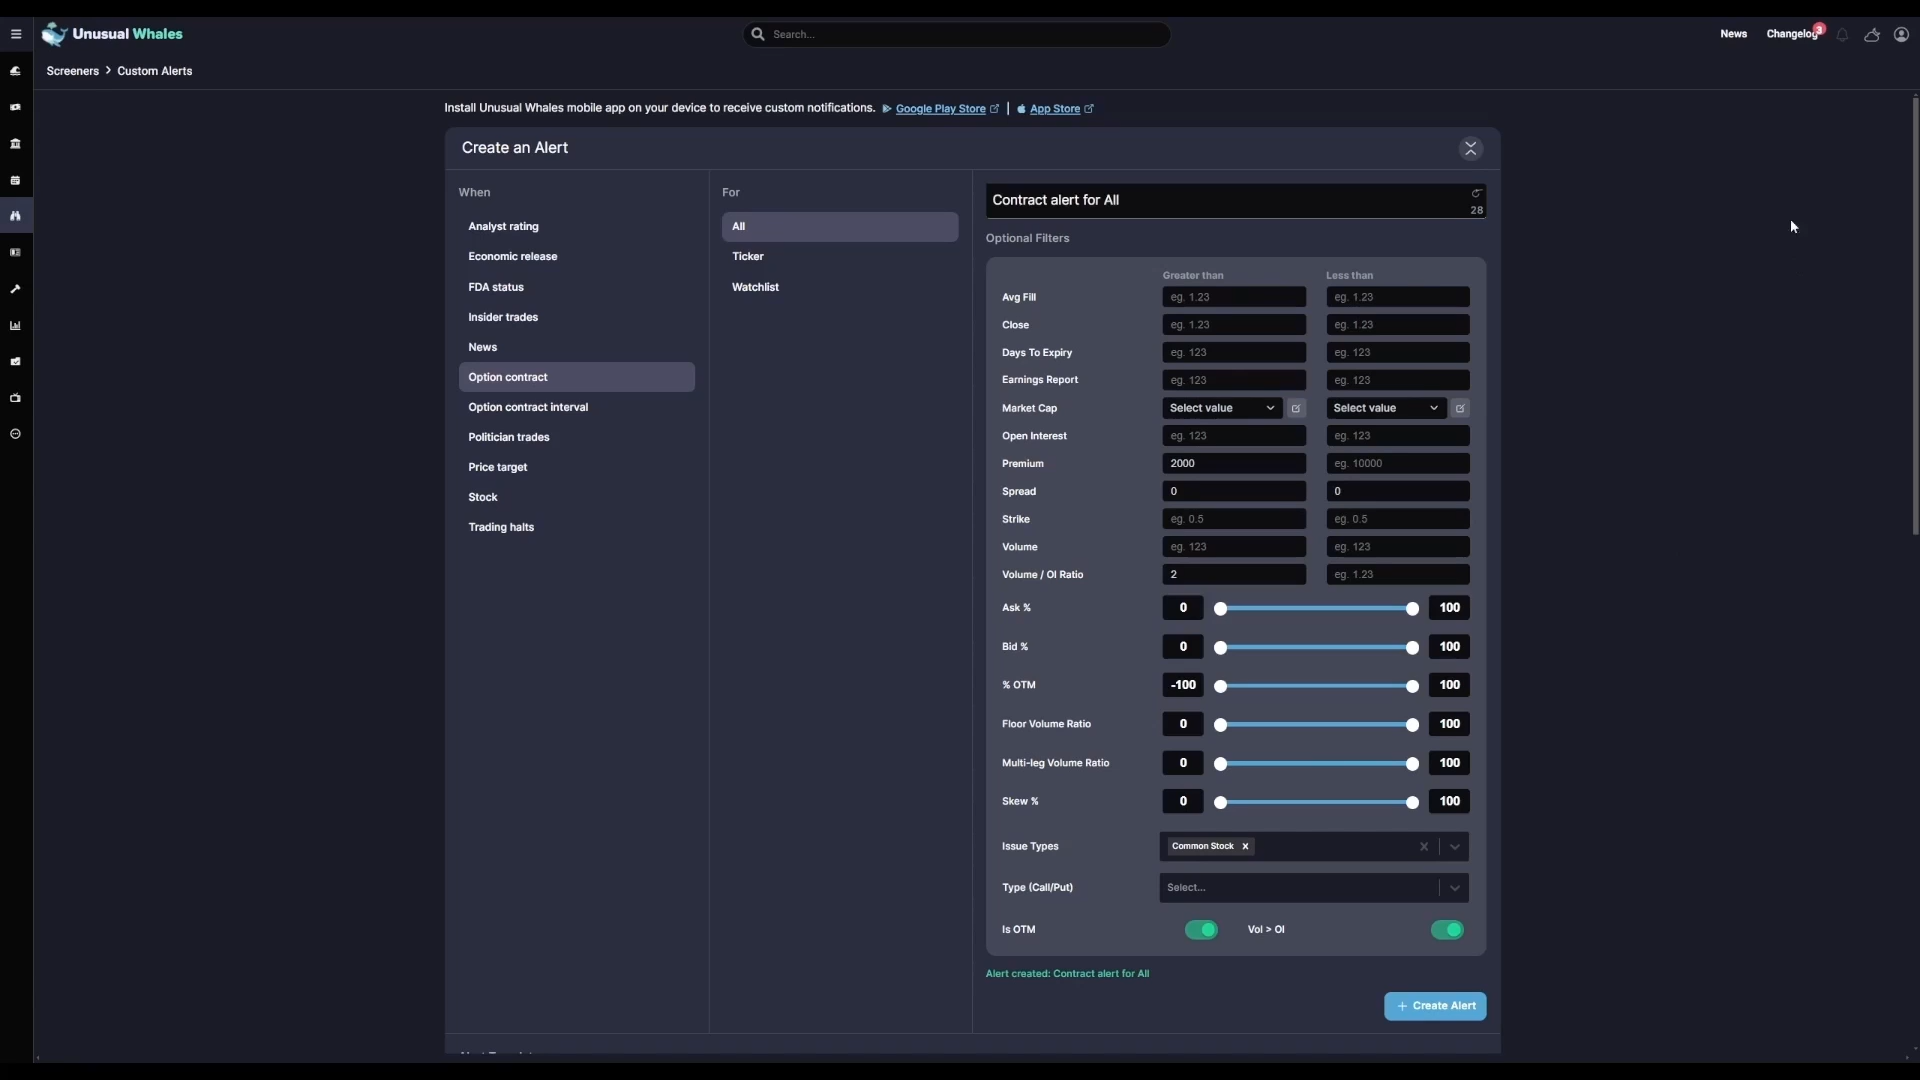 Unusual Whales
Search...
News
Changelog
3
Screeners > Custom Alerts
Install Unusual Whales mobile app on your device to receive custom notifications. Google Play Store | App Store
Create an Alert
When
Analyst rating
Economic release
FDA status
Insider trades
News
Option contract
Option contract interval
Politician trades
Price target
Stock
Trading halts
For
All
Ticker
Watchlist
Contract alert for All
28
Optional Filters
Greater than Less than
Avg Fill eg. 1.23 eg. 1.23
Close eg. 1.23 eg. 1.23
Days To Expiry eg. 123 eg. 123
Earnings Report eg. 123 eg. 123
Market Cap Select value Select value
Open Interest eg. 123 eg. 123
Premium 2000 eg. 10000
Spread 0 0
Strike eg. 0.5 eg. 0.5
Volume eg. 123 eg. 123
Volume / OI Ratio 2 eg. 1.23
Ask % 0 100
Bid % 0 100
% OTM -100 100
Floor Volume Ratio 0 100
Multi-leg Volume Ratio 0 100
Skew % 0 100
Issue Types Common Stock
Type (Call/Put) Select...
Is OTM Vol > OI
Alert created: Contract alert for All
+ Create Alert